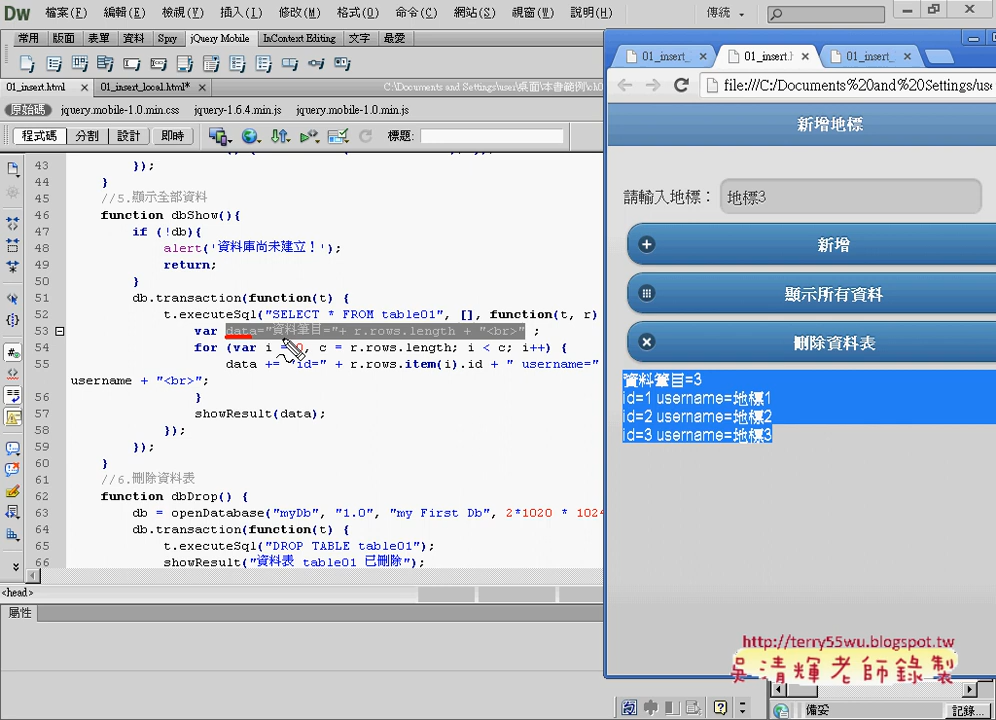 Dw 檔案(F) 編輯(E) 檢視(V) 插入(I) 修改(M) 格式(O) 命令(C) 網站(S) 視窗(W) 說明(H) 傳統
常用 版面 表單 資料 Spry jQuery Mobile InContext Editing 文字 最愛
01_insert.html 01_insert_local.html* C:\Documents and Settings\user\桌面\本書範例\ch0
原始碼 jquery.mobile-1.0.min.css jquery-1.6.4.min.js jquery.mobile-1.0.min.js
程式碼 分割 設計 即時 標題:
43 });
44 }
45 //5.顯示全部資料
46 function dbShow(){
47 if (!db){
48 alert('資料庫尚未建立！');
49 return;
50 }
51 db.transaction(function(t) {
52 t.executeSql("SELECT * FROM table01", [], function(t, r)
53 var data="資料筆目="+ r.rows.length + "<br>" ;
54 for (var i = 0, c = r.rows.length; i < c; i++) {
55 data += "id=" + r.rows.item(i).id + " username="
username + "<br>";
56 }
57 showResult(data);
58 });
59 });
60 }
61 //6.刪除資料表
62 function dbDrop() {
63 db = openDatabase("myDb", "1.0", "my First Db", 2*1020 * 1024
64 db.transaction(function(t) {
65 t.executeSql("DROP TABLE table01");
66 showResult("資料表 table01 已刪除");
<head>
屬性
01_insert_ 01_insert.h 01_insert_
file:///C:/Documents%20and%20Settings/use
新增地標
請輸入地標： 地標3
新增
顯示所有資料
刪除資料表
資料筆目=3
id=1 username=地標1
id=2 username=地標2
id=3 username=地標3
http://terry55wu.blogspot.tw
吳清輝老師錄製
備妥 記錄...